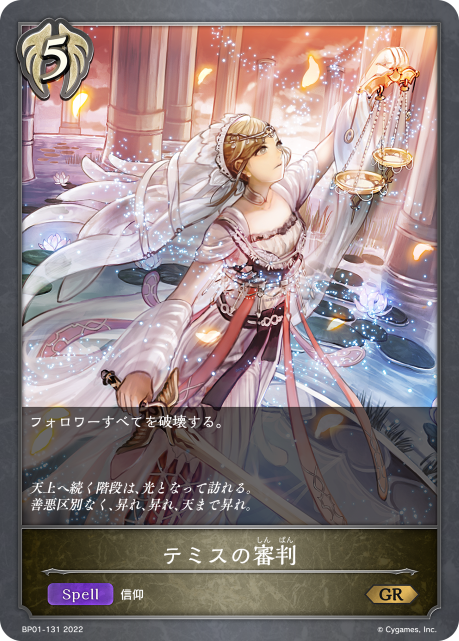 5
フォロワーすべてを破壊する。
天上へ続く階段は、光となって訪れる。
善悪区別なく、昇れ、昇れ、天まで昇れ。
しん ぱん
テミスの審判
Spell 信仰
GR
BP01-131 2022
© Cygames, Inc.